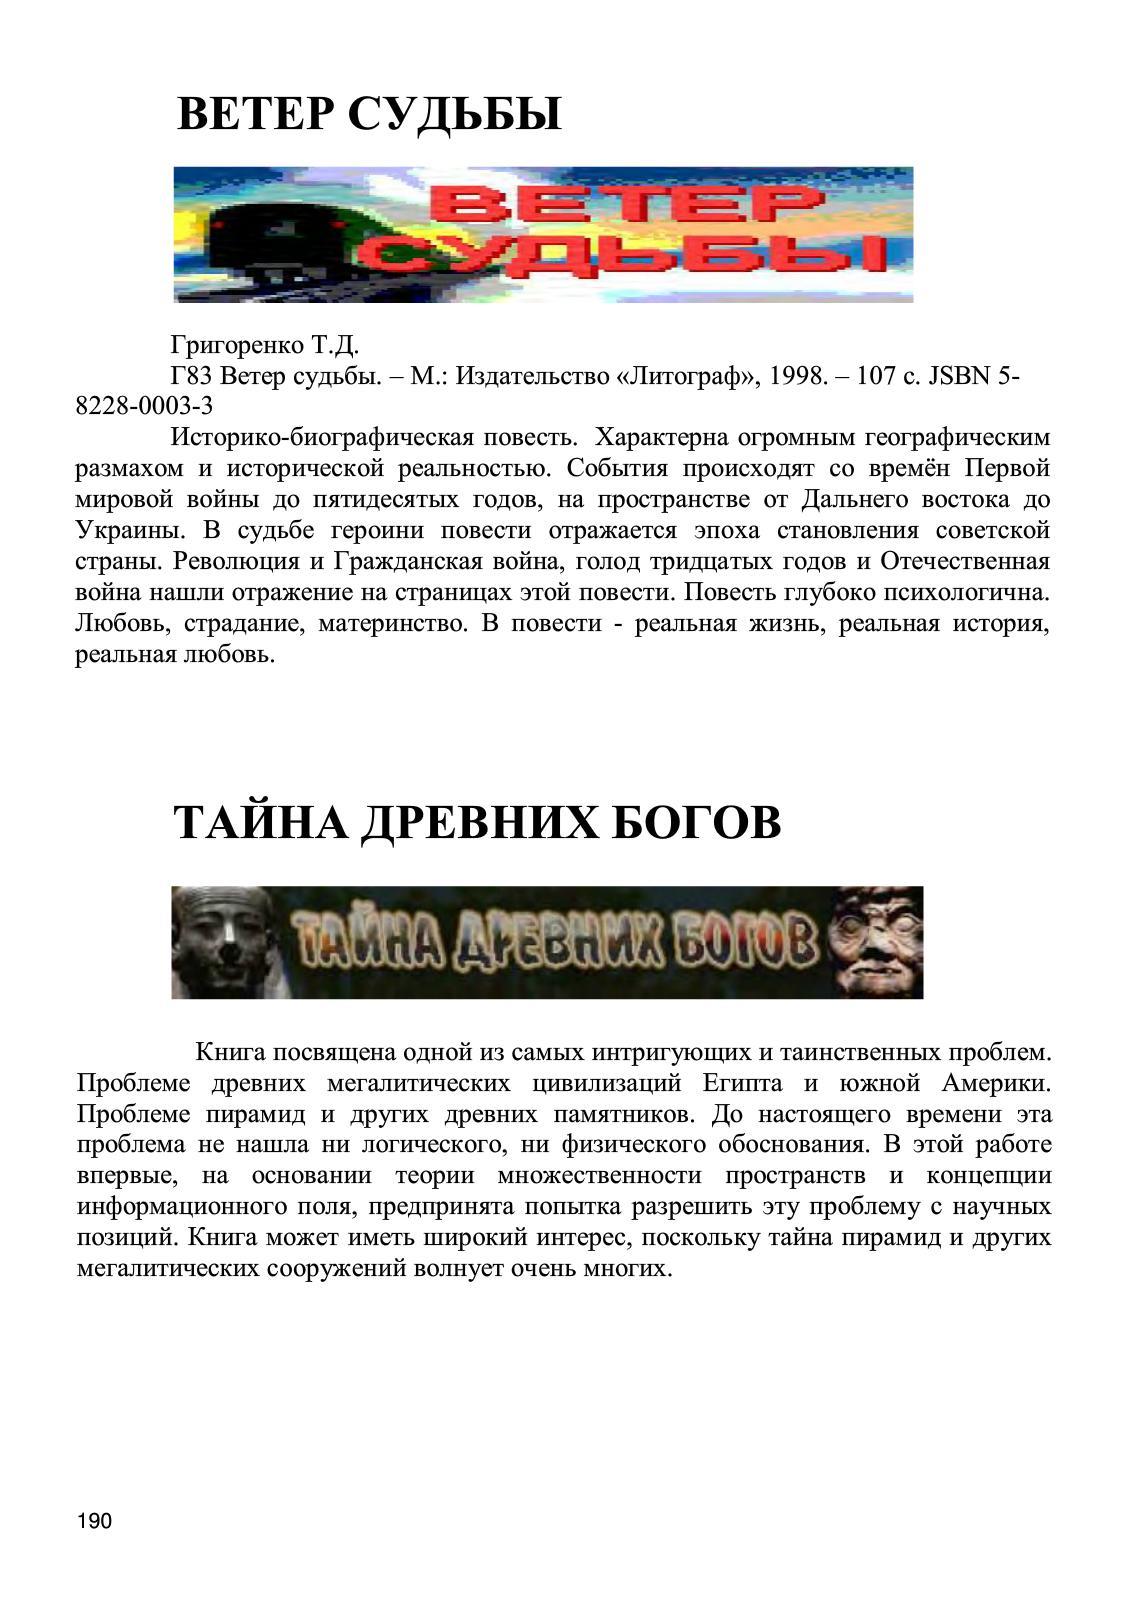 ВЕТЕР СУДЬБЫ
ВЕТЕР
СУДЬБЫ
Григоренко Т.Д.
Г83 Ветер судьбы. – М.: Издательство «Литограф», 1998. – 107 с. JSBN 5-
8228-0003-3
Историко-биографическая повесть. Характерна огромным географическим
размахом и исторической реальностью. События происходят со времён Первой
мировой войны до пятидесятых годов, на пространстве от Дальнего востока до
Украины. В судьбе героини повести отражается эпоха становления советской
страны. Революция и Гражданская война, голод тридцатых годов и Отечественная
война нашли отражение на страницах этой повести. Повесть глубоко психологична.
Любовь, страдание, материнство. В повести - реальная жизнь, реальная история,
реальная любовь.
ТАЙНА ДРЕВНИХ БОГОВ
ТАЙНА ДРЕВНИХ БОГОВ
Книга посвящена одной из самых интригующих и таинственных проблем.
Проблеме древних мегалитических цивилизаций Египта и южной Америки.
Проблеме пирамид и других древних памятников. До настоящего времени эта
проблема не нашла ни логического, ни физического обоснования. В этой работе
впервые, на основании теории множественности пространств и концепции
информационного поля, предпринята попытка разрешить эту проблему с научных
позиций. Книга может иметь широкий интерес, поскольку тайна пирамид и других
мегалитических сооружений волнует очень многих.
190